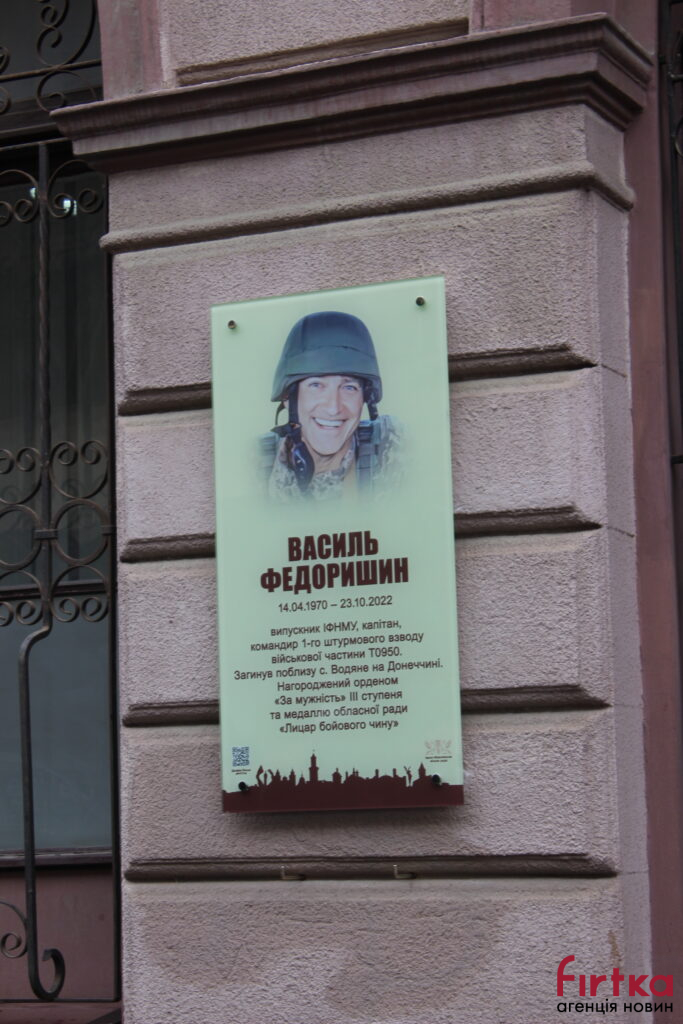 ВАСИЛЬ
ФЕДОРИШИН
14.04.1970 – 23.10.2022
випускник ІФНМУ, капітан,
командир 1-го штурмового взводу
військової частини Т0950.
Загинув поблизу с. Водяне на Донеччині.
Нагороджений орденом
«За мужність» ІІІ ступеня
та медаллю обласної ради
«Лицар бойового чину»
fırtka
агенція новин